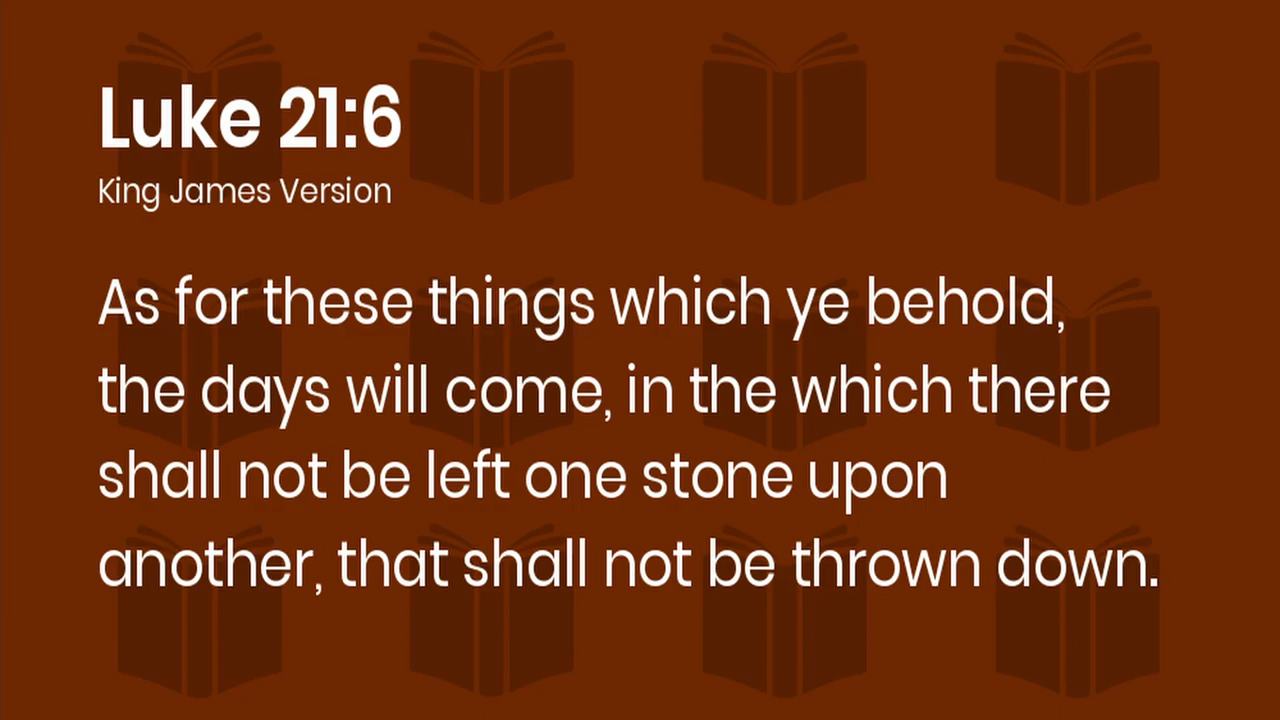 Luke 21:6
King James Version
As for these things which ye behold,
the days will come, in the which there
shall not be left one stone upon
another, that shall not be thrown down.